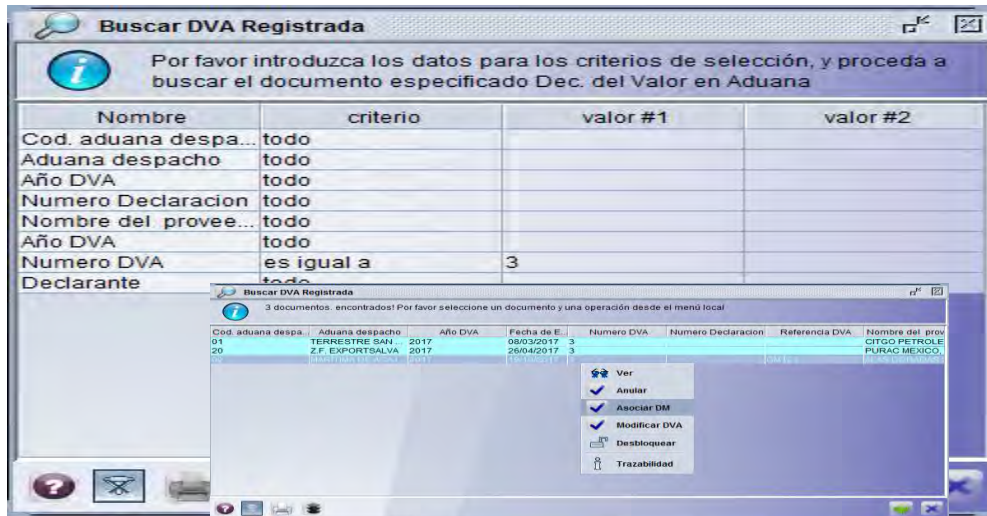 Buscar DVA Registrada
Por favor introduzca los datos para los criterios de selección, y proceda a
buscar el documento especificado Dec. del Valor en Aduana
Nombre criterio valor #1 valor #2
Cod. aduana despa... todo
Aduana despacho todo
Año DVA todo
Numero Declaracion todo
Nombre del provee... todo
Año DVA todo
Numero DVA es igual a 3
Declarante todo
Buscar DVA Registrada
3 documentos. encontrados! Por favor seleccione un documento y una operación desde el menú local
Cod. aduana despa... Aduana despacho Año DVA Fecha de E... Numero DVA Numero Declaracion Referencia DVA Nombre del prov
01 TERRESTRE SAN ... 2017 08/03/2017 3 CITGO PETROLE
20 Z.F. EXPORTSALVA 2017 26/04/2017 3 PURAC MEXICO,
02 2017
Ver
Anular
Asociar DM
Modificar DVA
Desbloquear
Trazabilidad